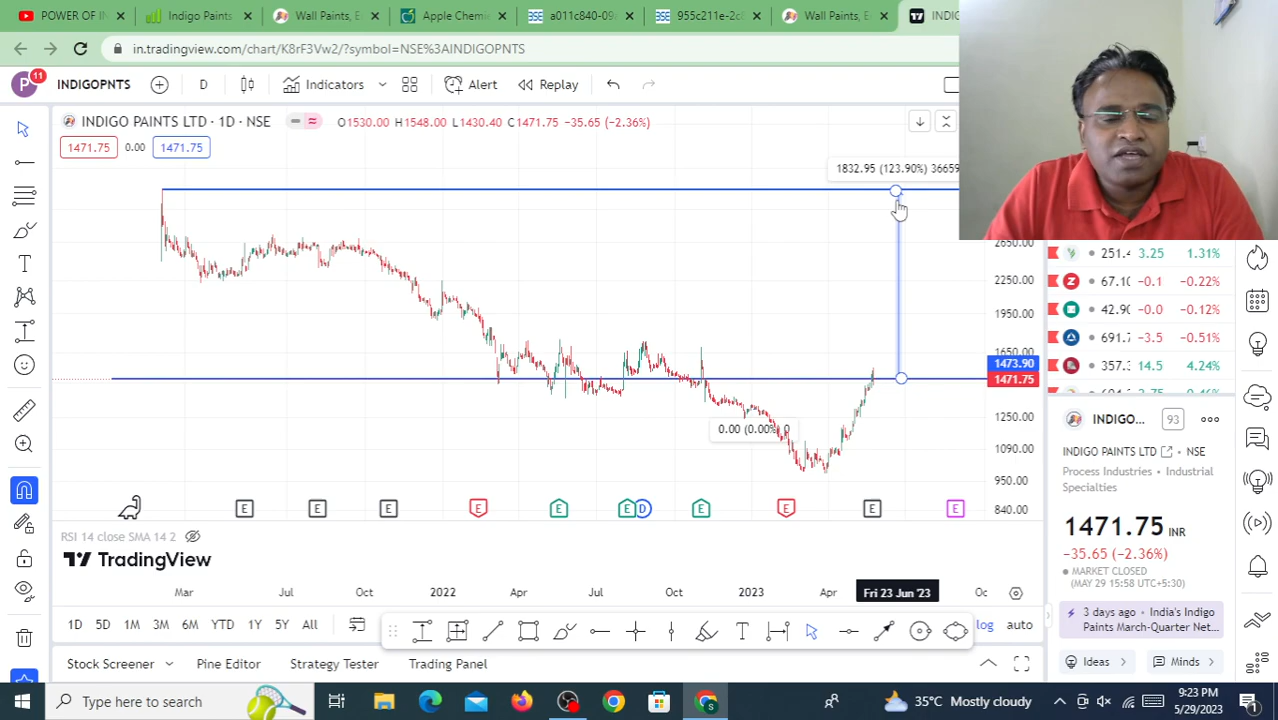 POWER OF IN
Indigo Paints
Wall Paints, E
Apple Chemi
a011c840-09a
955c211e-2c8
Wall Paints, E
INDIG
in.tradingview.com/chart/K8rF3Vw2/?symbol=NSE%3AINDIGOPNTS
P
11
INDIGOPNTS
D
Indicators
Alert
Replay
INDIGO PAINTS LTD · 1D · NSE
O1530.00 H1548.00 L1430.40 C1471.75 −35.65 (−2.36%)
1471.75
0.00
1471.75
1832.95 (123.90%) 36659
2650.00
2250.00
1950.00
1650.00
1473.90
1471.75
1250.00
1090.00
950.00
840.00
0.00 (0.00%) 0
E
E
E
E
E
E
D
E
E
E
E
RSI 14 close SMA 14 2
TradingView
Mar
Jul
Oct
2022
Apr
Jul
Oct
2023
Apr
Fri 23 Jun '23
Oc
1D
5D
1M
3M
6M
YTD
1Y
5Y
All
log
auto
Stock Screener
Pine Editor
Strategy Tester
Trading Panel
251.4 3.25 1.31%
67.10 −0.1 −0.22%
42.90 −0.0 −0.12%
691.7 −3.5 −0.51%
357.3 14.5 4.24%
INDIGO...
93
INDIGO PAINTS LTD · NSE
Process Industries • Industrial
Specialties
1471.75 INR
−35.65 (−2.36%)
MARKET CLOSED
(MAY 29 15:58 UTC+5:30)
3 days ago • India's Indigo
Paints March-Quarter Net...
Ideas
Minds
Type here to search
35°C Mostly cloudy
9:23 PM
5/29/2023
1